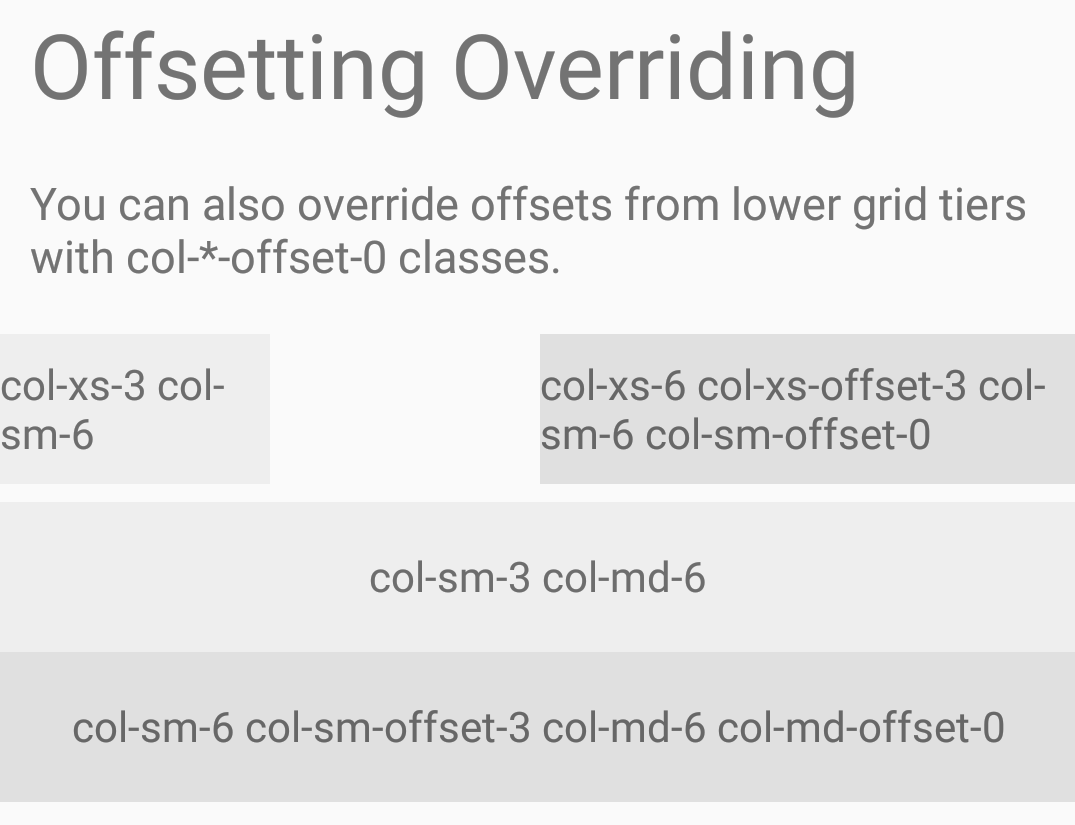 Offsetting Overriding
You can also override offsets from lower grid tiers
with col-*-offset-0 classes.
col-xs-3 col-
sm-6
col-xs-6 col-xs-offset-3 col-
sm-6 col-sm-offset-0
col-sm-3 col-md-6
col-sm-6 col-sm-offset-3 col-md-6 col-md-offset-0